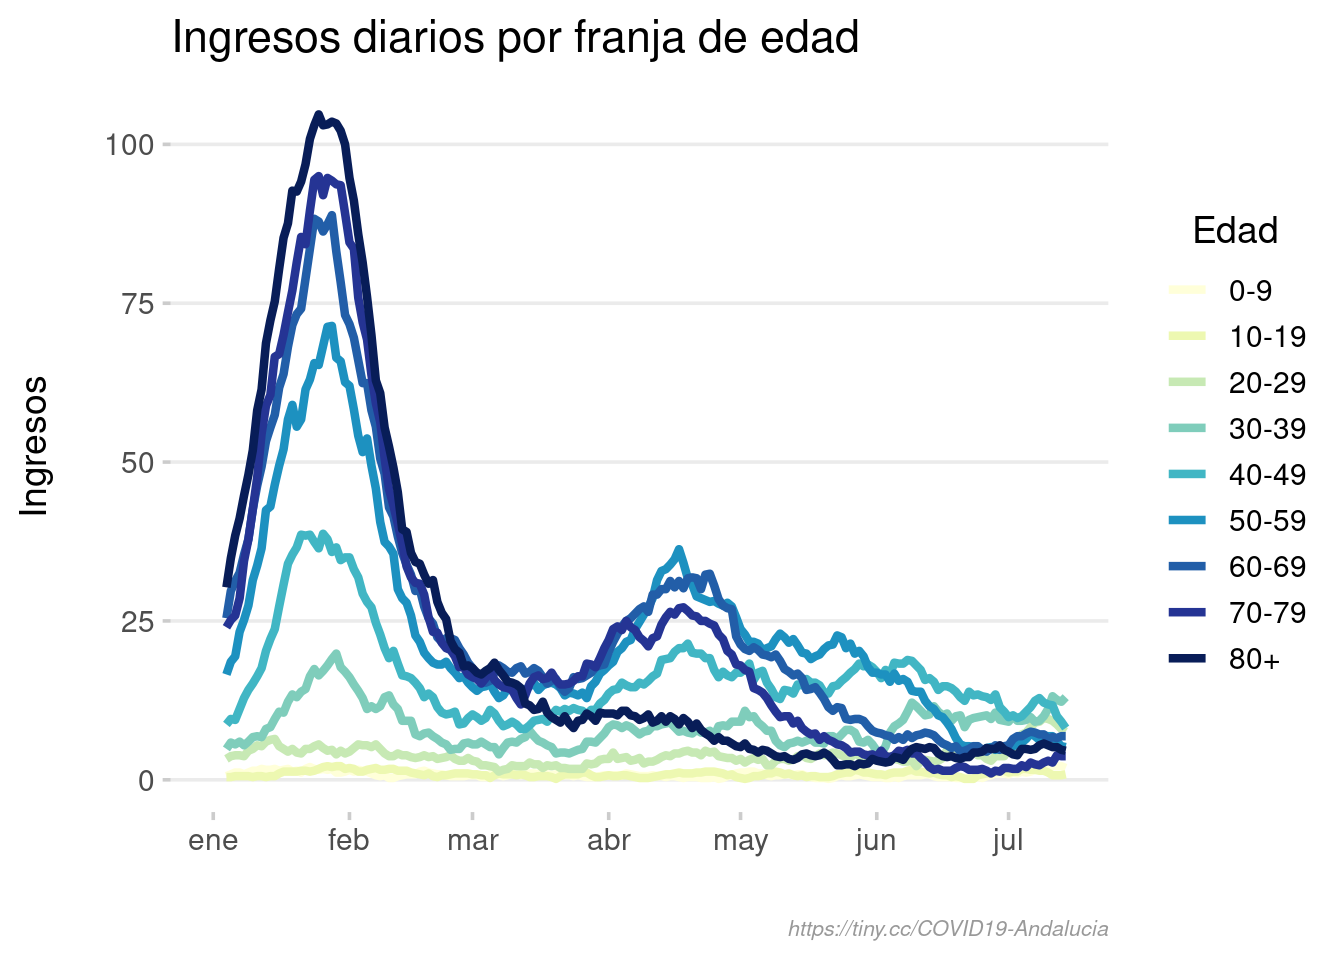 Ingresos diarios por franja de edad
Ingresos
100
75
50
25
0
ene feb mar abr may jun jul
Edad
0-9
10-19
20-29
30-39
40-49
50-59
60-69
70-79
80+
https://tiny.cc/COVID19-Andalucia